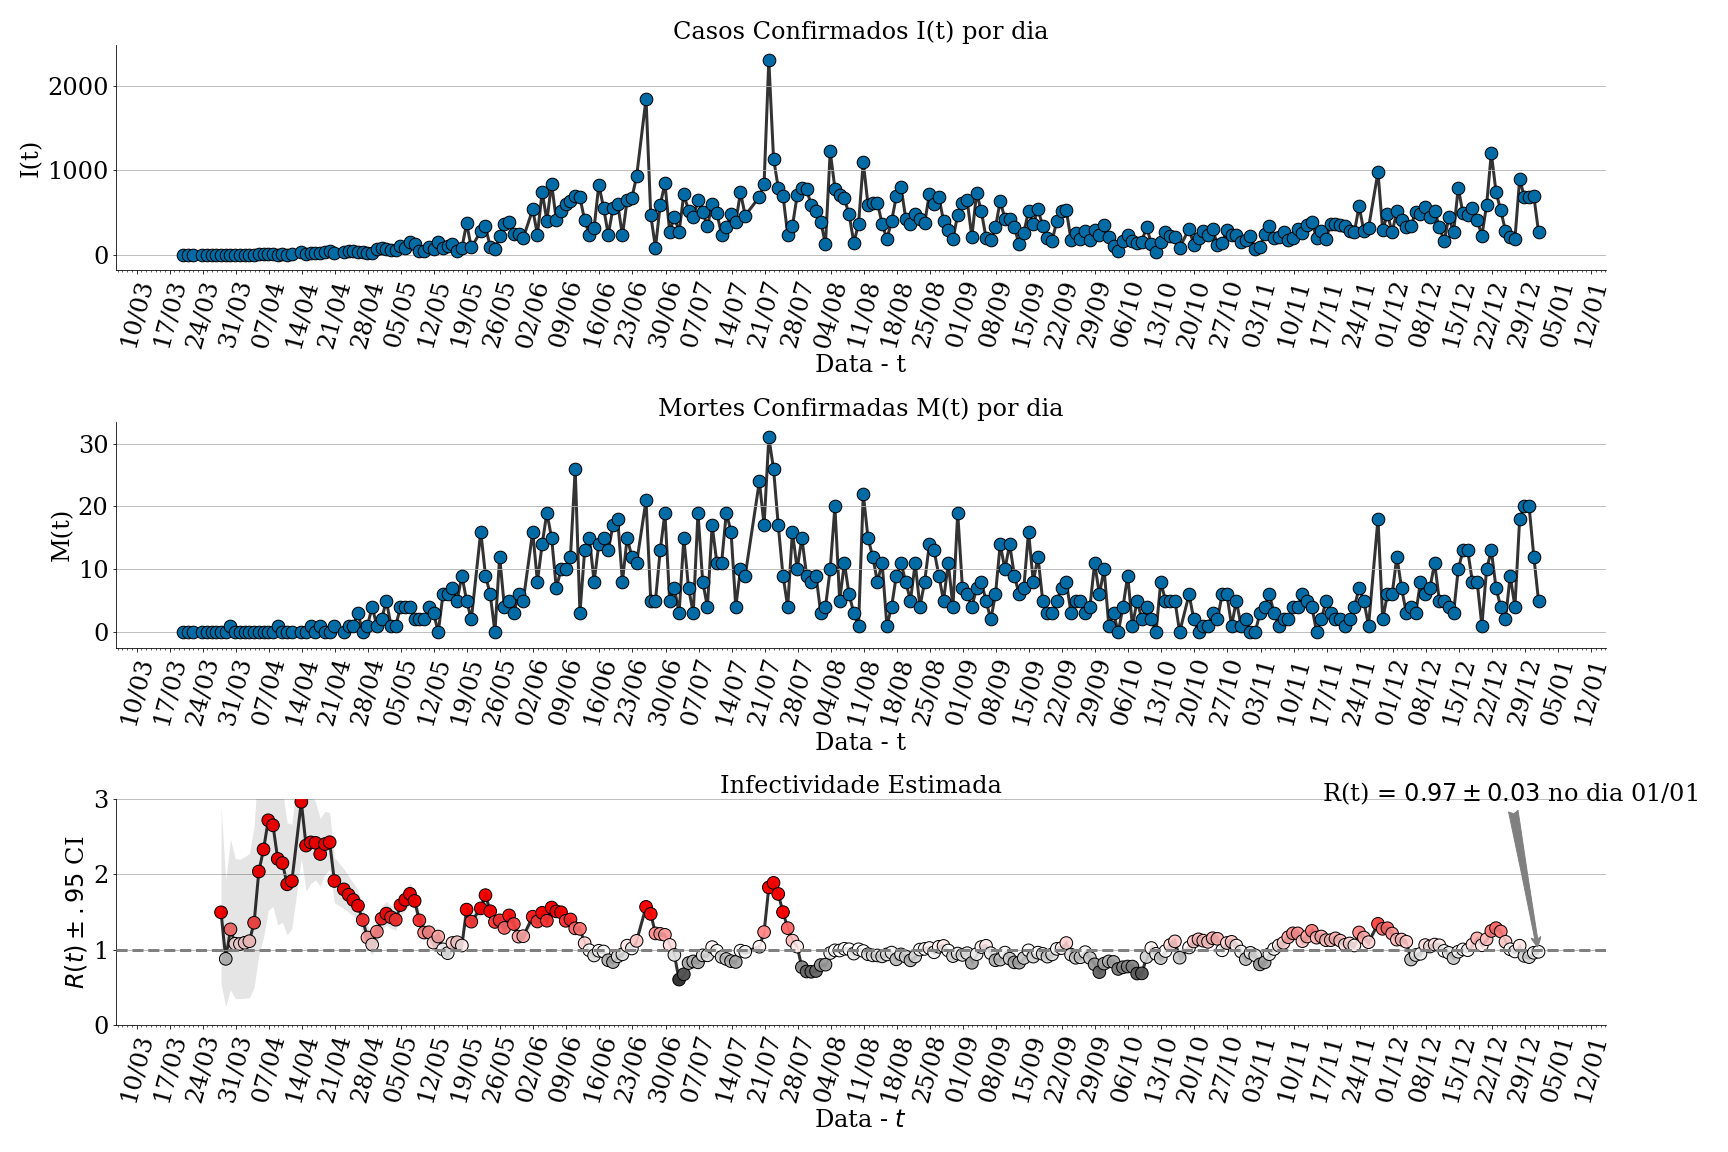 Casos Confirmados I(t) por dia
I(t)
2000
1000
0
10/03 17/03 24/03 31/03 07/04 14/04 21/04 28/04 05/05 12/05 19/05 26/05 02/06 09/06 16/06 23/06 30/06 07/07 14/07 21/07 28/07 04/08 11/08 18/08 25/08 01/09 08/09 15/09 22/09 29/09 06/10 13/10 20/10 27/10 03/11 10/11 17/11 24/11 01/12 08/12 15/12 22/12 29/12 05/01 12/01
Data - t
Mortes Confirmadas M(t) por dia
M(t)
30
20
10
0
10/03 17/03 24/03 31/03 07/04 14/04 21/04 28/04 05/05 12/05 19/05 26/05 02/06 09/06 16/06 23/06 30/06 07/07 14/07 21/07 28/07 04/08 11/08 18/08 25/08 01/09 08/09 15/09 22/09 29/09 06/10 13/10 20/10 27/10 03/11 10/11 17/11 24/11 01/12 08/12 15/12 22/12 29/12 05/01 12/01
Data - t
Infectividade Estimada
R(t) = 0.97 ± 0.03 no dia 01/01
R(t) ± .95 CI
3
2
1
0
10/03 17/03 24/03 31/03 07/04 14/04 21/04 28/04 05/05 12/05 19/05 26/05 02/06 09/06 16/06 23/06 30/06 07/07 14/07 21/07 28/07 04/08 11/08 18/08 25/08 01/09 08/09 15/09 22/09 29/09 06/10 13/10 20/10 27/10 03/11 10/11 17/11 24/11 01/12 08/12 15/12 22/12 29/12 05/01 12/01
Data - t